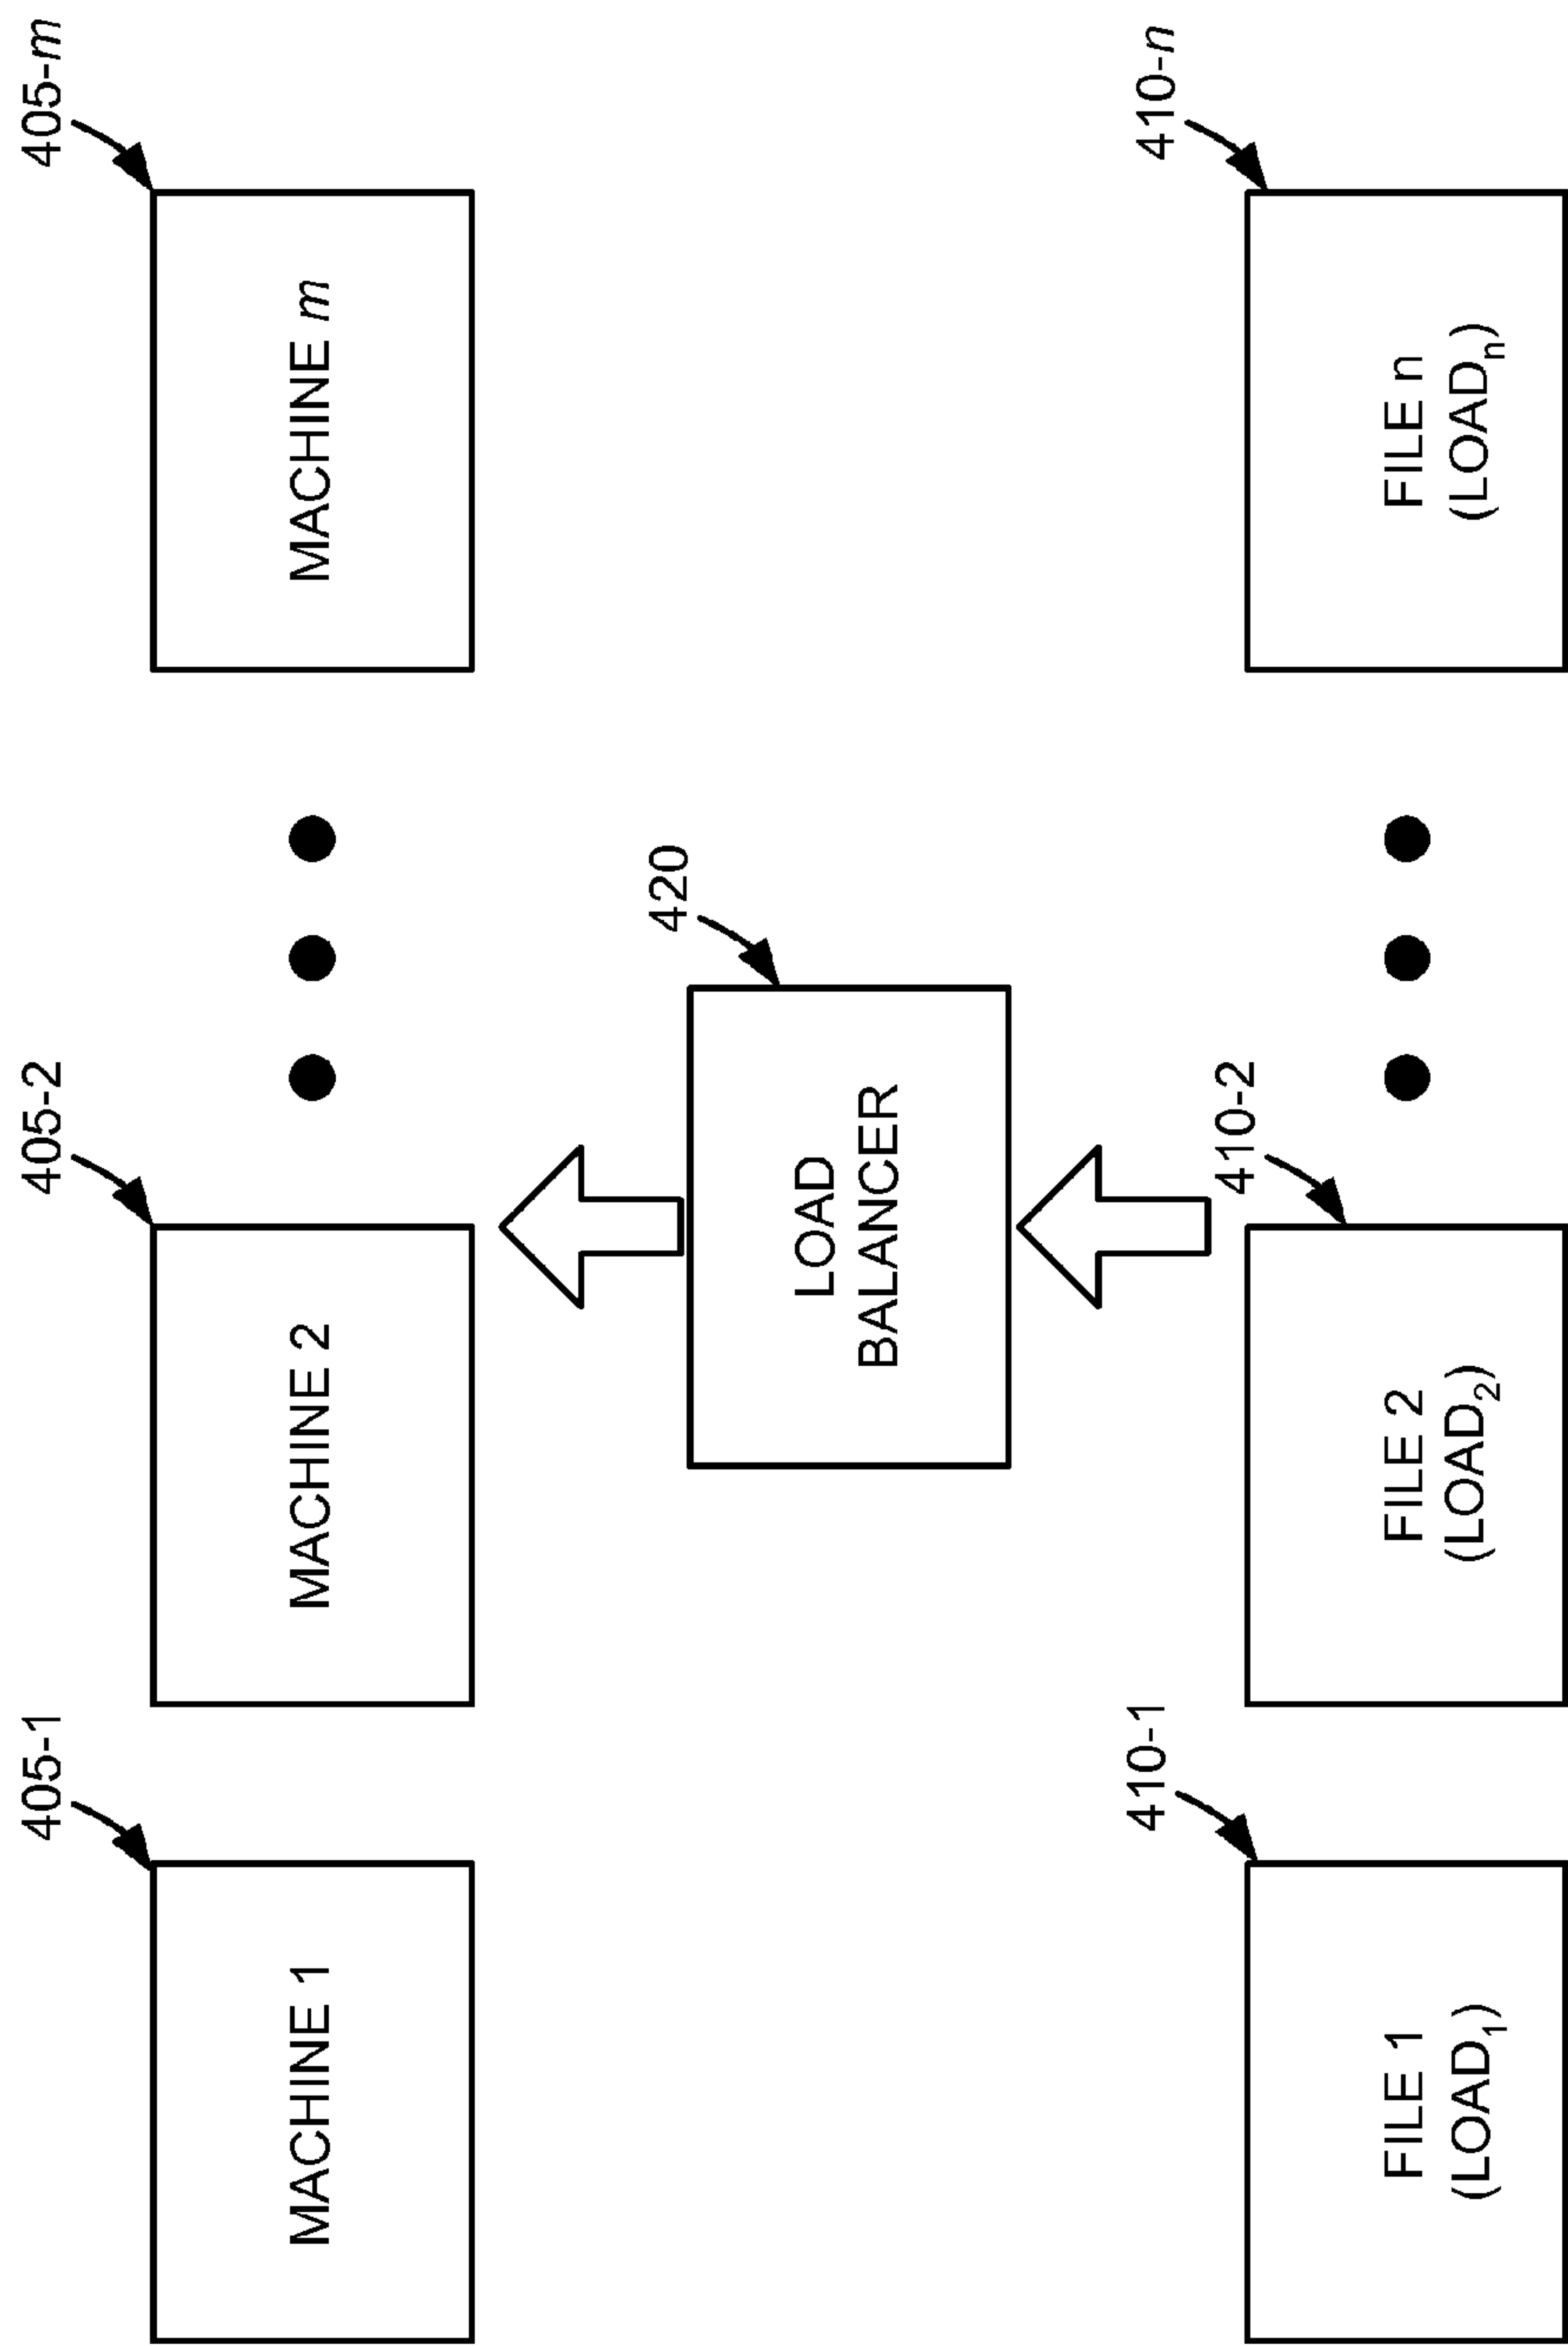 405-1
405-2
405-m
MACHINE 1
MACHINE 2
MACHINE m
420
LOAD
BALANCER
410-1
410-2
410-n
FILE 1
(LOAD₁)
FILE 2
(LOAD₂)
FILE n
(LOADₙ)